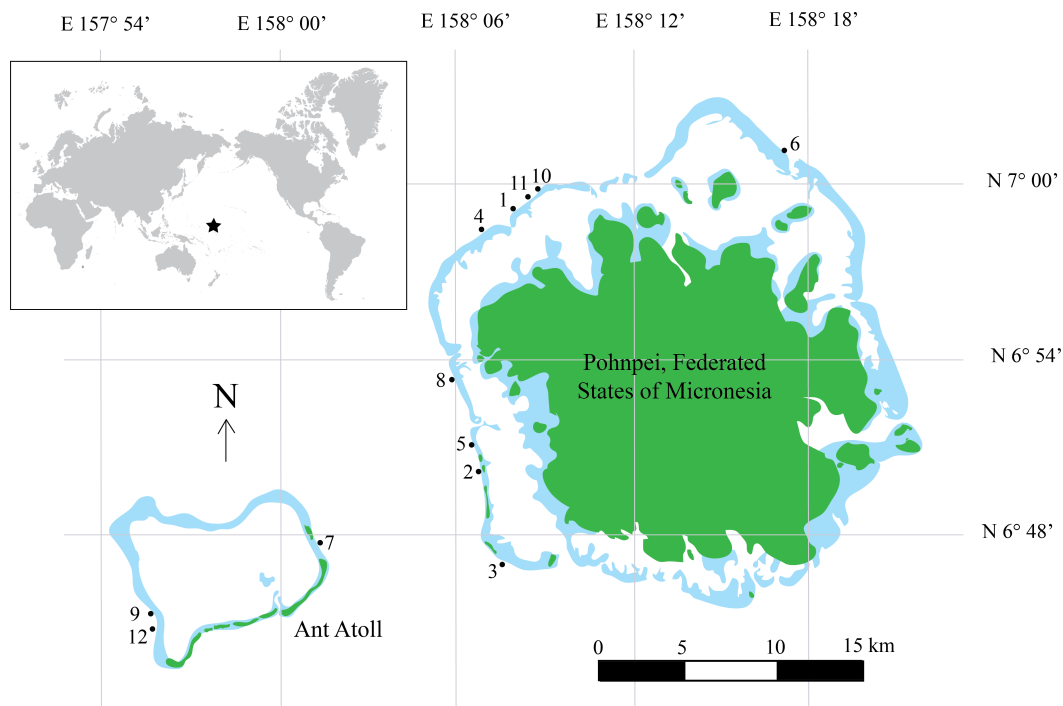 E 157° 54’
E 158° 00’
E 158° 06’
E 158° 12’
E 158° 18’
6
10
11
1
4
N 7° 00’
Pohnpei, Federated
States of Micronesia
N 6° 54’
8
N
5
2
N 6° 48’
7
3
9
12
Ant Atoll
0
5
10
15 km